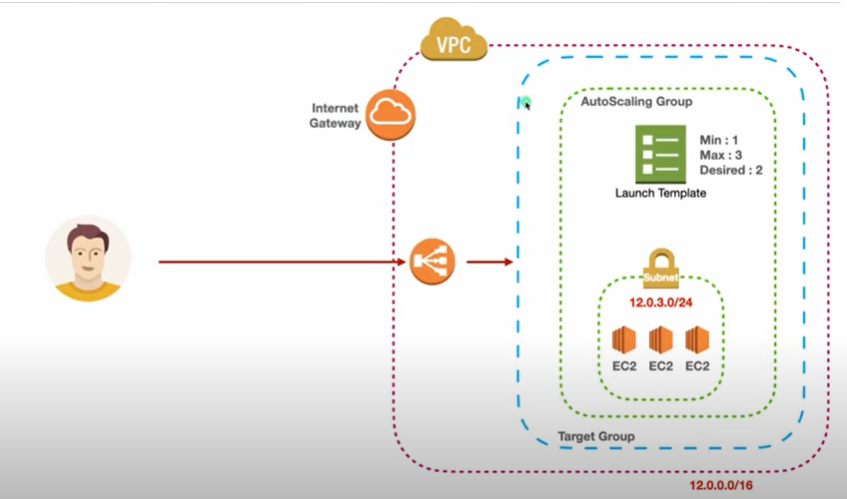 VPC
Internet
Gateway
AutoScaling Group
Min : 1
Max : 3
Desired : 2
Launch Template
Subnet
12.0.3.0/24
EC2 EC2 EC2
Target Group
12.0.0.0/16